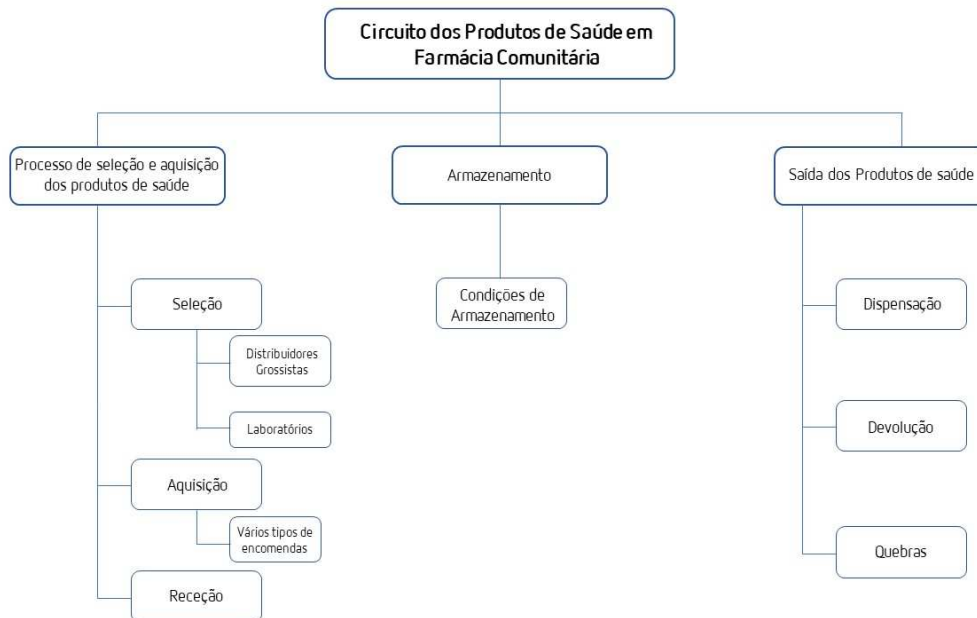 Circuito dos Produtos de Saúde em
Farmácia Comunitária
Processo de seleção e aquisição
dos produtos de saúde
Armazenamento
Saída dos Produtos de saúde
Seleção
Distribuidores
Grossistas
Laboratórios
Aquisição
Vários tipos de
encomendas
Receção
Condições de
Armazenamento
Dispensação
Devolução
Quebras